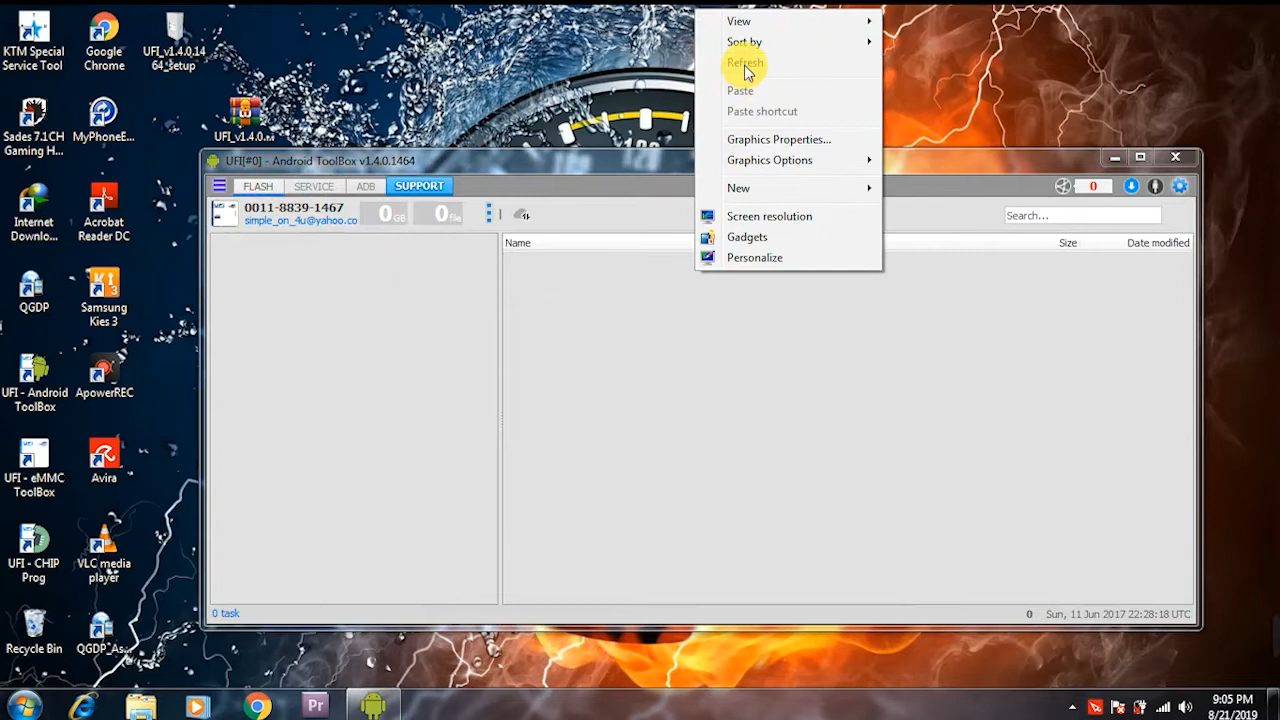 KTM Special
Service Tool
Google
Chrome
UFI_v1.4.0.14
64_setup
Sades 7.1CH
Gaming H...
MyPhoneE...
UFI_v1.4.0.м
Internet
Downlo...
Acrobat
Reader DC
QGDP
Samsung
Kies 3
UFI - Android
ToolBox
ApowerREC
UFI - eMMC
ToolBox
Avira
UFI - CHIP
Prog
VLC media
player
Recycle Bin
QGDP_As...
View
Sort by
Refresh
Paste
Paste shortcut
Graphics Properties...
Graphics Options
New
Screen resolution
Gadgets
Personalize
UFI[#0] - Android ToolBox v1.4.0.1464
FLASH SERVICE ADB SUPPORT
0
0011-8839-1467
simple_on_4u@yahoo.co
0 GB 0 file
Search...
Name Size Date modified
0 task
0 Sun, 11 Jun 2017 22:28:18 UTC
Pr
9:05 PM
8/21/2019